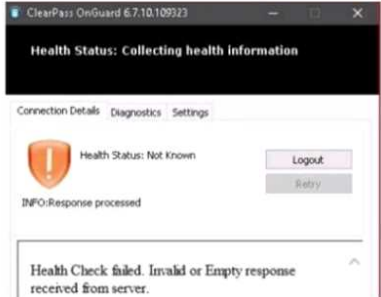 ClearPass OnGuard 6.7.10.109323
Health Status: Collecting health information
Connection Details Diagnostics Settings
Health Status: Not Known
Logout
Retry
INFO:Response processed
Health Check failed. Invalid or Empty response
received from server.